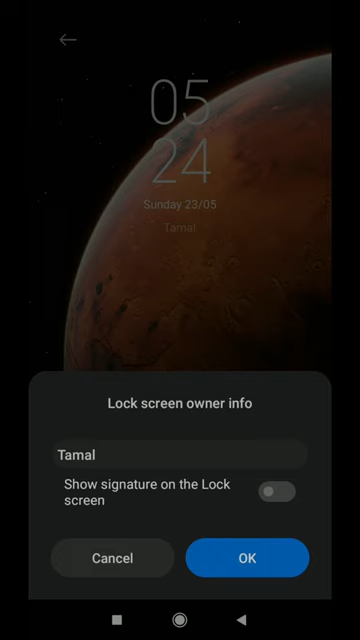 05
24
Sunday 23/05
Tamal
Lock screen owner info
Tamal
Show signature on the Lock
screen
Cancel
OK